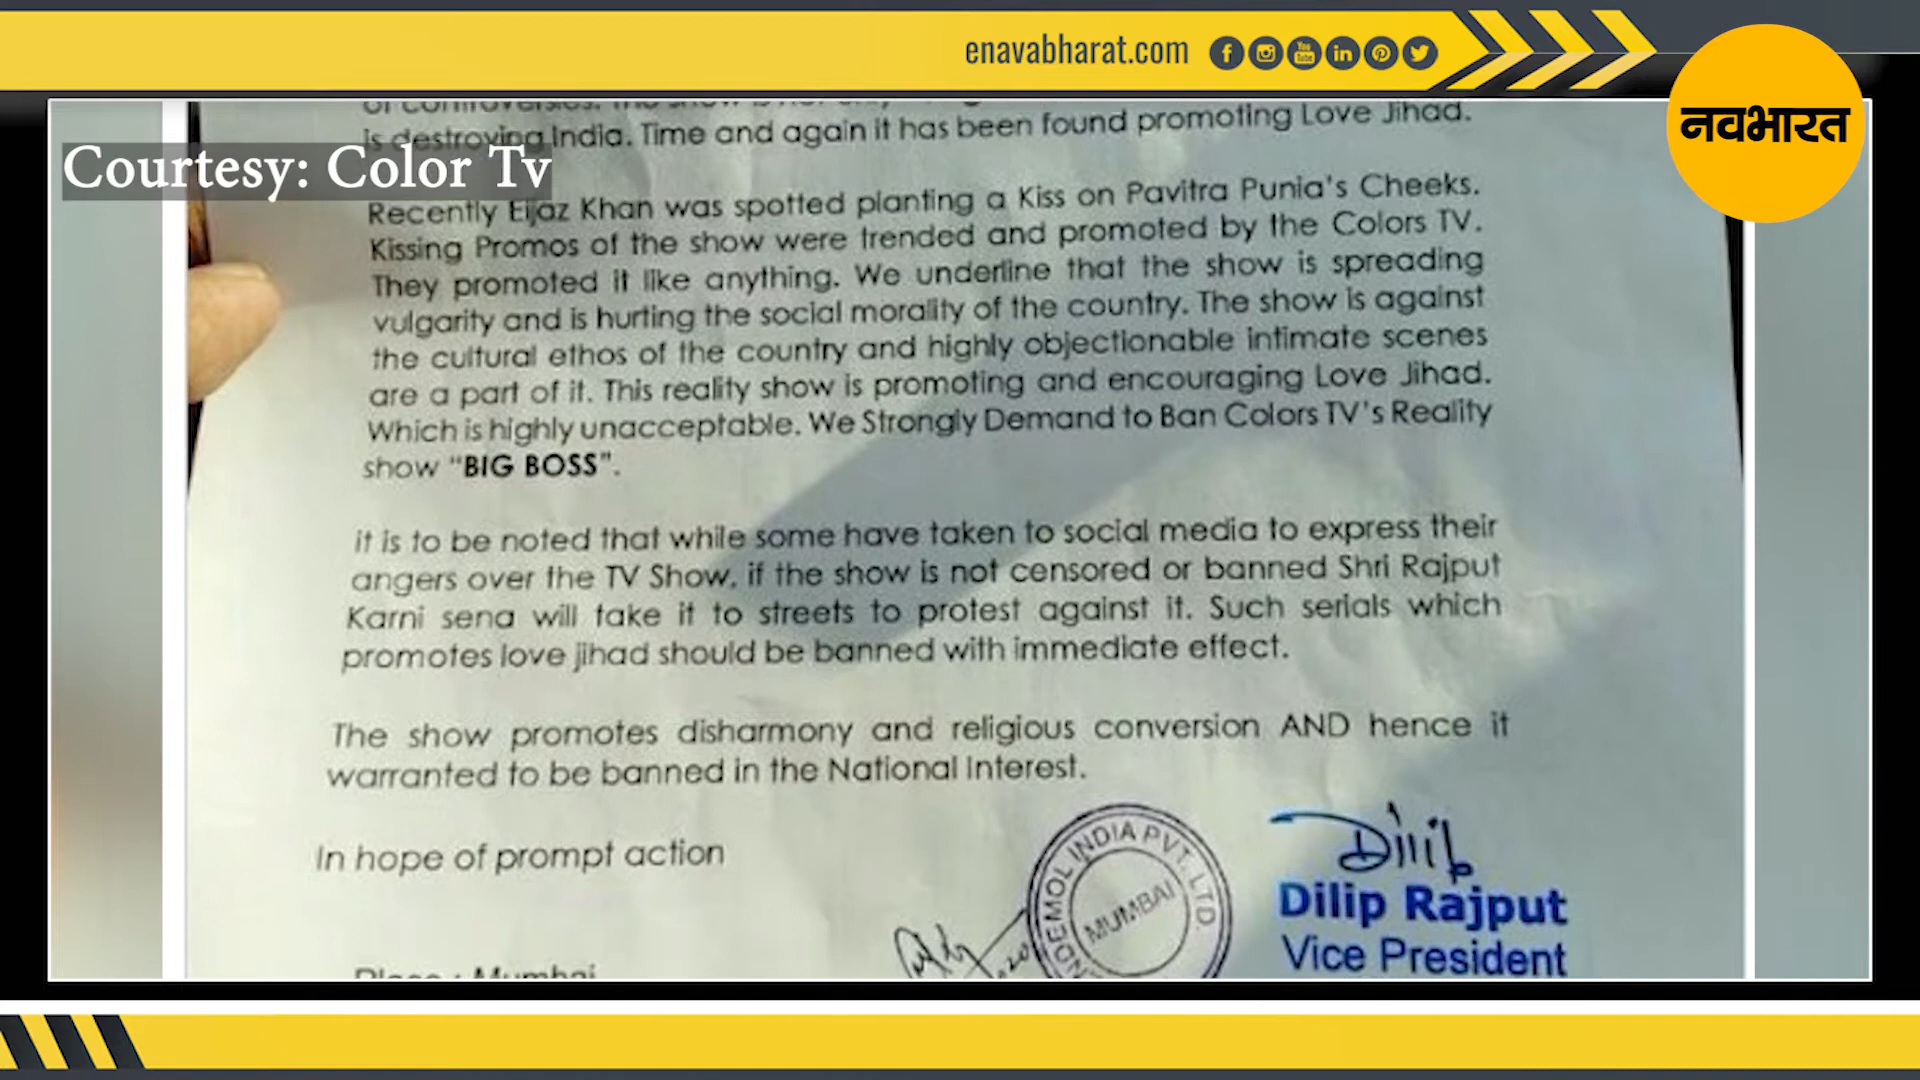 enavabharat.com
नवभारत
Courtesy: Color Tv
is destroying India. Time and again it has been found promoting Love Jihad.
Recently Eijaz Khan was spotted planting a Kiss on Pavitra Punia's Cheeks.
Kissing Promos of the show were trended and promoted by the Colors TV.
They promoted it like anything. We underline that the show is spreading
vulgarity and is hurting the social morality of the country. The show is against
the cultural ethos of the country and highly objectionable intimate scenes
are a part of it. This reality show is promoting and encouraging Love Jihad.
Which is highly unacceptable. We Strongly Demand to Ban Colors TV's Reality
show "BIG BOSS".
it is to be noted that while some have taken to social media to express their
angers over the TV Show, if the show is not censored or banned Shri Rajput
Karni sena will take it to streets to protest against it. Such serials which
promotes love jihad should be banned with immediate effect.
The show promotes disharmony and religious conversion AND hence it
warranted to be banned in the National Interest.
In hope of prompt action
NDEMOL INDIA PVT. LTD.
MUMBAI
Dilip
Dilip Rajput
Vice President
Place : Mumbai